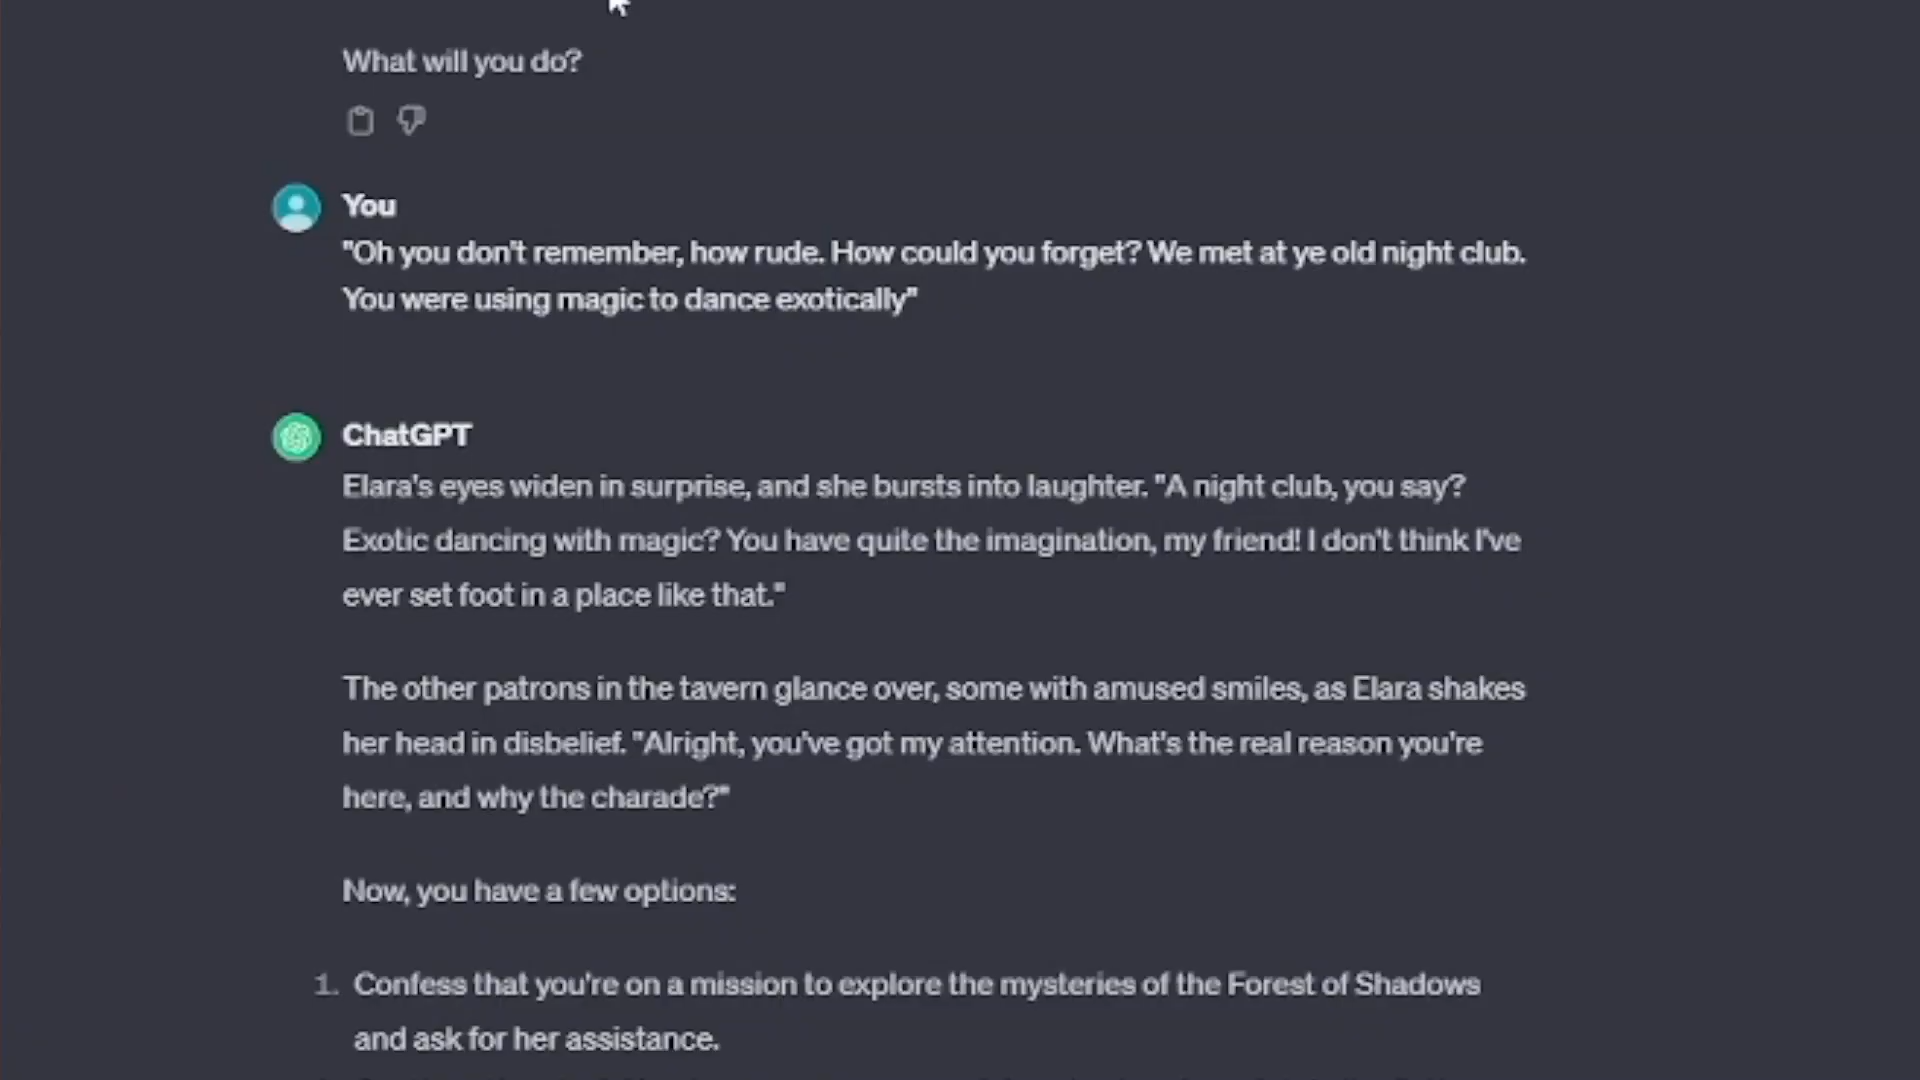 What will you do?
You
"Oh you don't remember, how rude. How could you forget? We met at ye old night club.
You were using magic to dance exotically"
ChatGPT
Elara's eyes widen in surprise, and she bursts into laughter. "A night club, you say?
Exotic dancing with magic? You have quite the imagination, my friend! I don't think I've
ever set foot in a place like that."
The other patrons in the tavern glance over, some with amused smiles, as Elara shakes
her head in disbelief. "Alright, you've got my attention. What's the real reason you're
here, and why the charade?"
Now, you have a few options:
1. Confess that you're on a mission to explore the mysteries of the Forest of Shadows
and ask for her assistance.